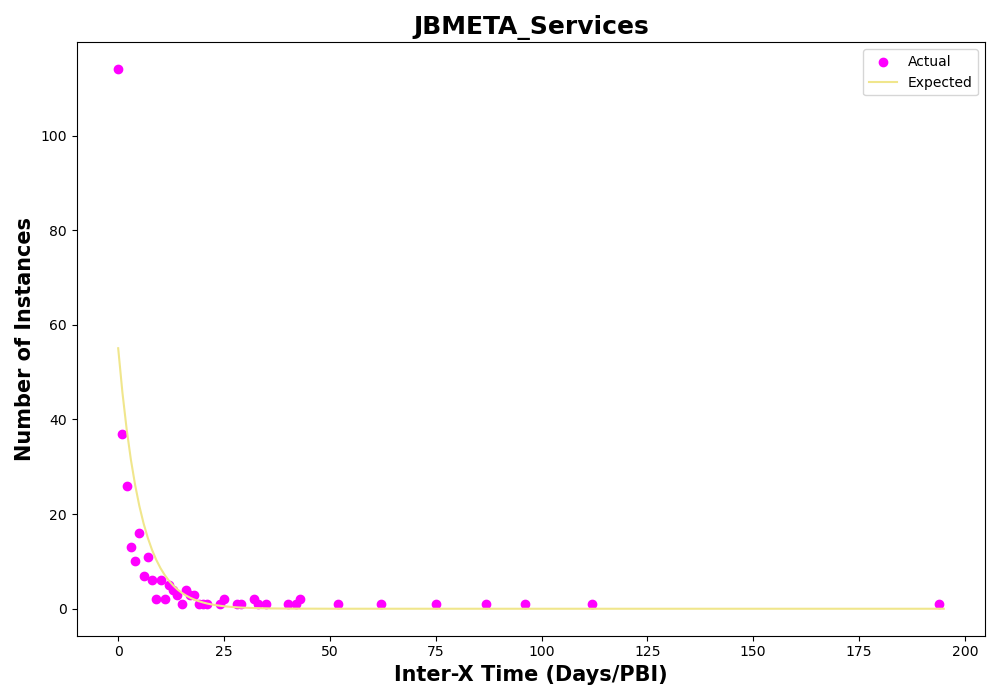 JBMETA_Services
Actual
Expected
Number of Instances
100
80
60
40
20
0
0 25 50 75 100 125 150 175 200
Inter-X Time (Days/PBI)